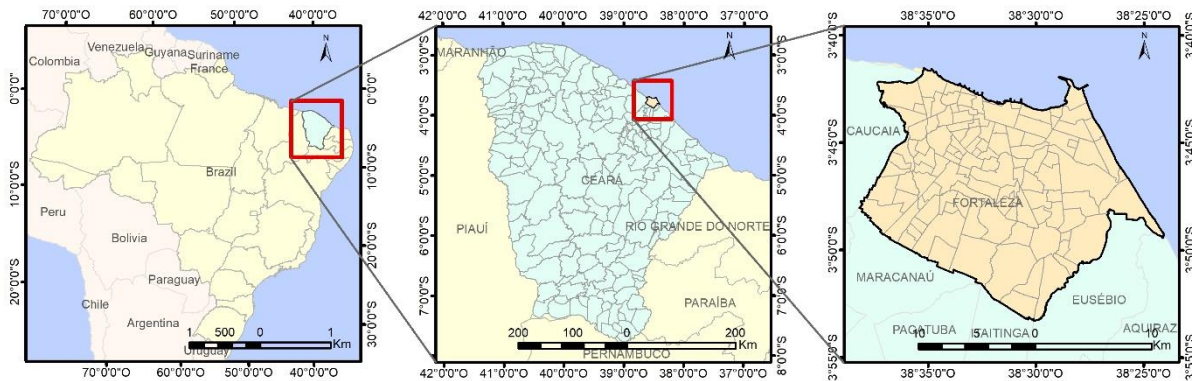 70°0'0"O 60°0'0"O 50°0'0"O 40°0'0"O
N
Venezuela
Guyana
Suriname
France
Colombia
Brazil
Peru
Bolivia
Paraguay
Chile
Argentina
Uruguay
1 500 0 1
Km
0°0'0"
10°0'0"S
20°0'0"S
0°0'0"
10°0'0"S
20°0'0"S
30°0'0"S
70°0'0"O 60°0'0"O 50°0'0"O 40°0'0"O
42°0'0"O 41°0'0"O 40°0'0"O 39°0'0"O 38°0'0"O 37°0'0"O
N
MARANHÃO
CEARÁ
PIAUÍ
RIO GRANDE DO NORTE
PARAÍBA
PERNAMBUCO
200 100 0 200
Km
3°0'0"S
4°0'0"S
5°0'0"S
6°0'0"S
7°0'0"S
3°0'0"S
4°0'0"S
5°0'0"S
6°0'0"S
7°0'0"S
8°0'0"S
42°0'0"O 41°0'0"O 40°0'0"O 39°0'0"O 38°0'0"O
38°35'0"O 38°30'0"O 38°25'0"O
N
CAUCAIA
FORTALEZA
MARACANAÚ
EUSÉBIO
PACATUBA
ITAITINGA
AQUIRAZ
10 5 0 10
Km
3°40'0"S
3°45'0"S
3°50'0"S
3°55'0"S
3°40'0"S
3°45'0"S
3°50'0"S
3°55'0"S
38°35'0"O 38°30'0"O 38°25'0"O